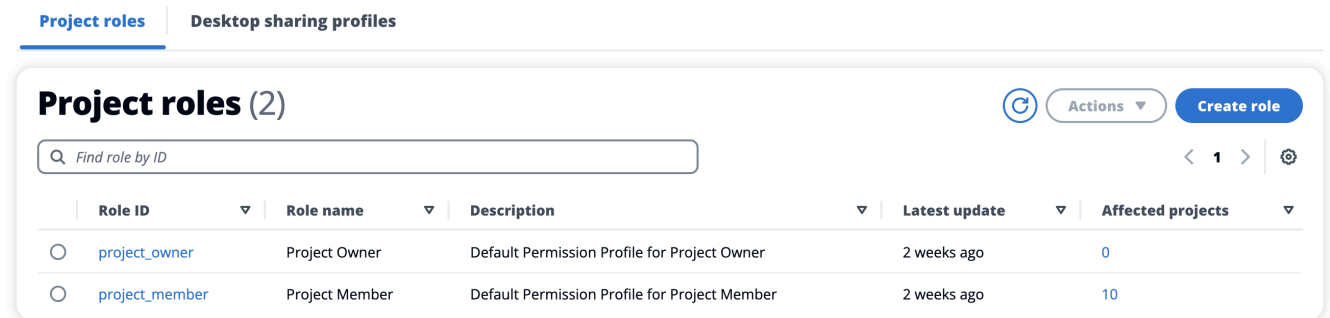 Project roles Desktop sharing profiles
Project roles (2) Actions Create role
Find role by ID 1
Role ID Role name Description Latest update Affected projects
project_owner Project Owner Default Permission Profile for Project Owner 2 weeks ago 0
project_member Project Member Default Permission Profile for Project Member 2 weeks ago 10